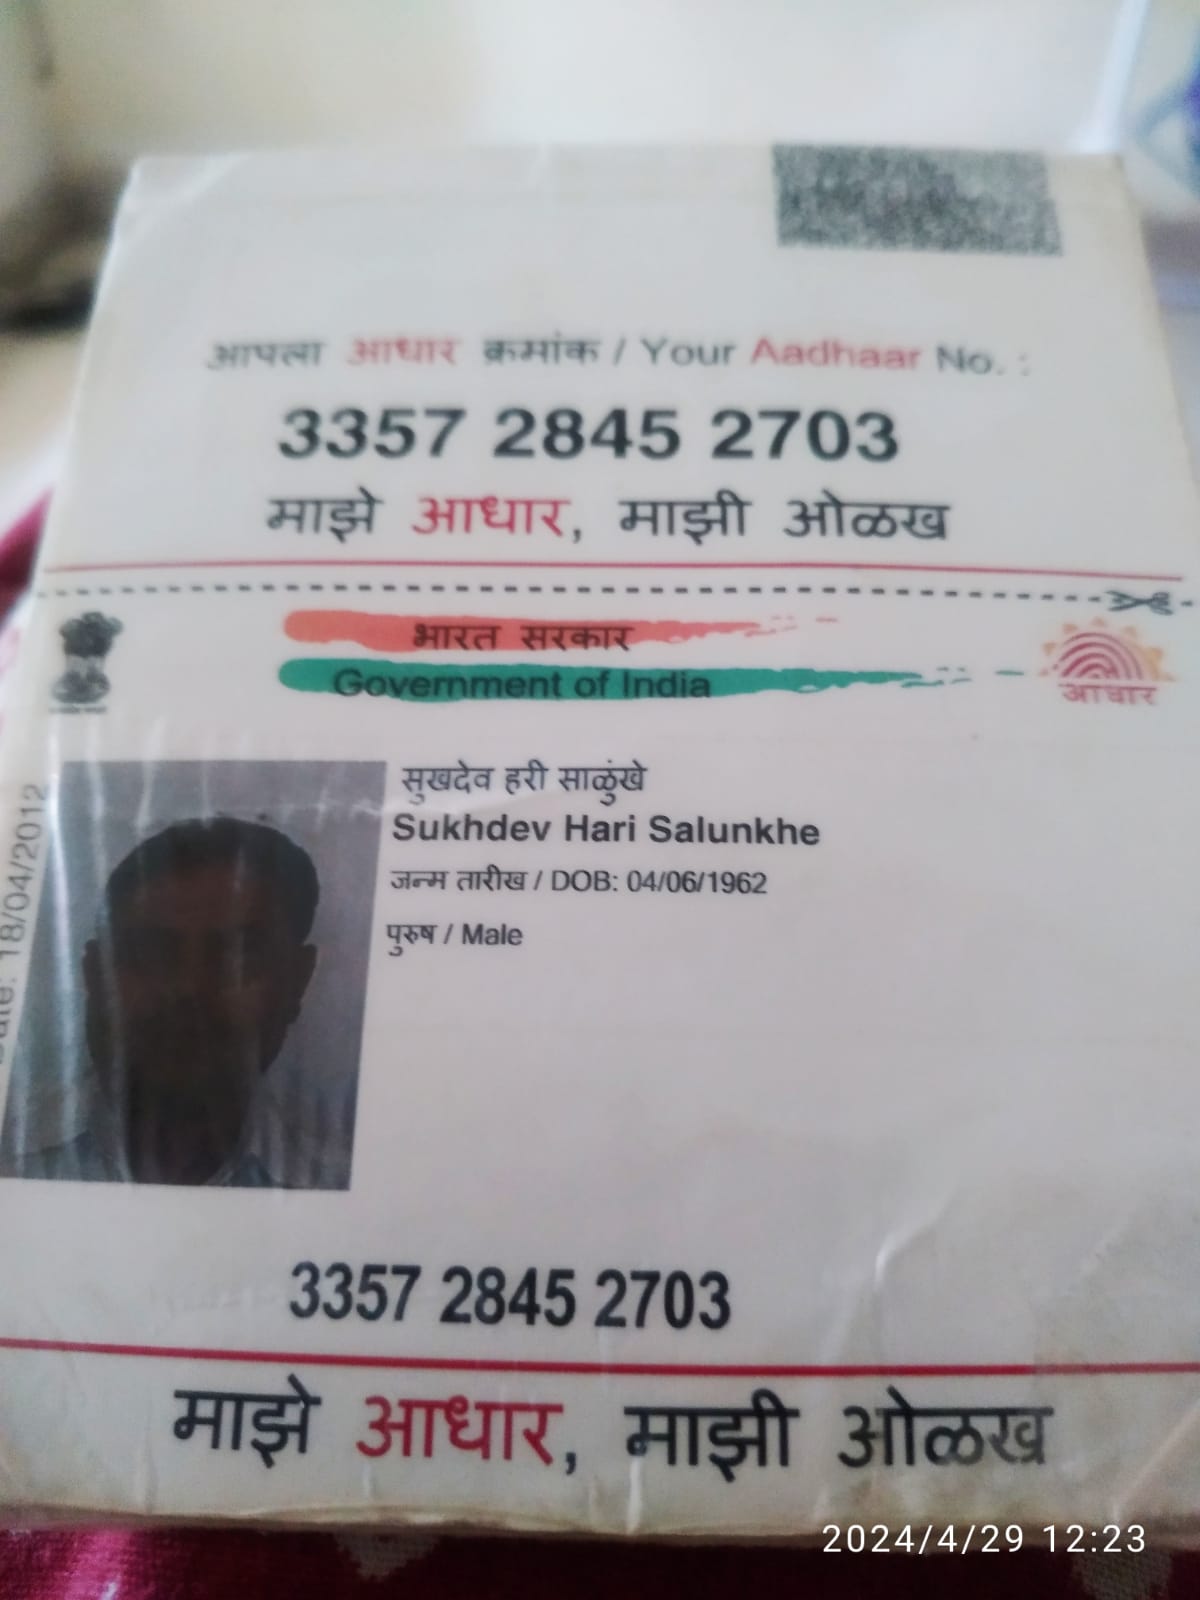 आपला आधार क्रमांक / Your Aadhaar No. :
3357 2845 2703
माझे आधार, माझी ओळख
भारत सरकार
Government of India
आधार
सुखदेव हरी साळुंखे
Sukhdev Hari Salunkhe
जन्म तारीख / DOB: 04/06/1962
पुरुष / Male
Date: 18/04/2012
3357 2845 2703
माझे आधार, माझी ओळख
2024/4/29 12:23